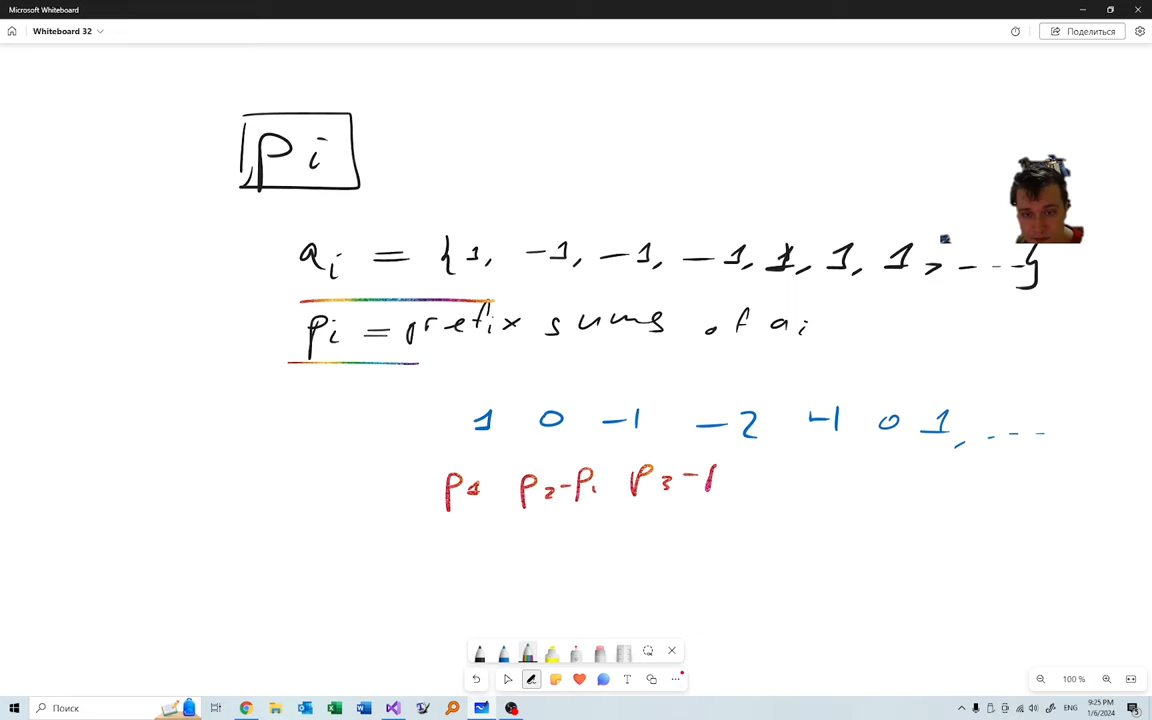 Microsoft Whiteboard
Whiteboard 32
Поделиться
pi
ai = {1, -1, -1, -1, 1, 1, 1, - - -}
pi = prefix sums of ai
1 0 -1 -2 -1 0 1, - - -
p1 p2-p1 p3-p
100 %
Поиск
ENG
9:25 PM
1/6/2024
5